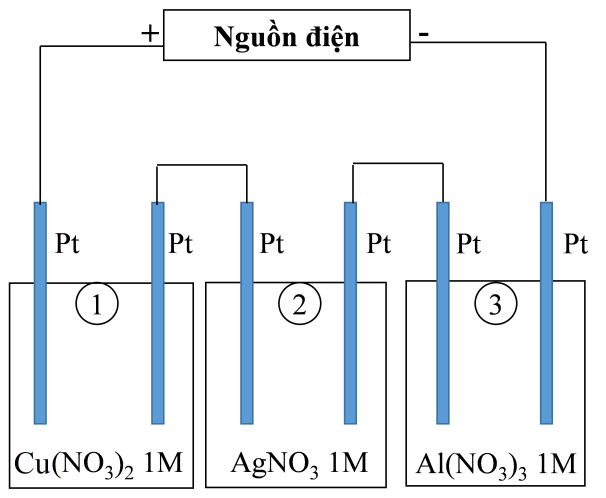 + Nguồn điện -
Pt Pt Pt Pt Pt Pt
1 2 3
Cu(NO₃)₂ 1M AgNO₃ 1M Al(NO₃)₃ 1M